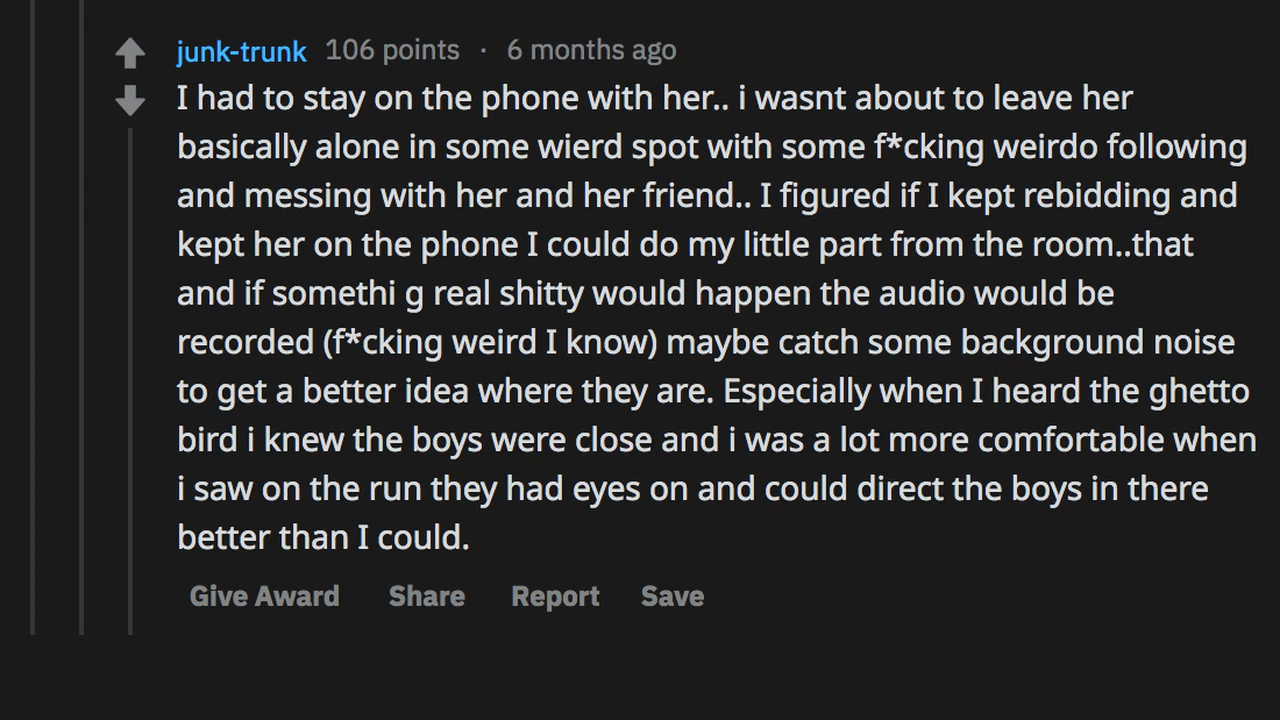 junk-trunk 106 points · 6 months ago
I had to stay on the phone with her.. i wasnt about to leave her
basically alone in some wierd spot with some f*cking weirdo following
and messing with her and her friend.. I figured if I kept rebidding and
kept her on the phone I could do my little part from the room..that
and if somethi g real shitty would happen the audio would be
recorded (f*cking weird I know) maybe catch some background noise
to get a better idea where they are. Especially when I heard the ghetto
bird i knew the boys were close and i was a lot more comfortable when
i saw on the run they had eyes on and could direct the boys in there
better than I could.
Give Award Share Report Save